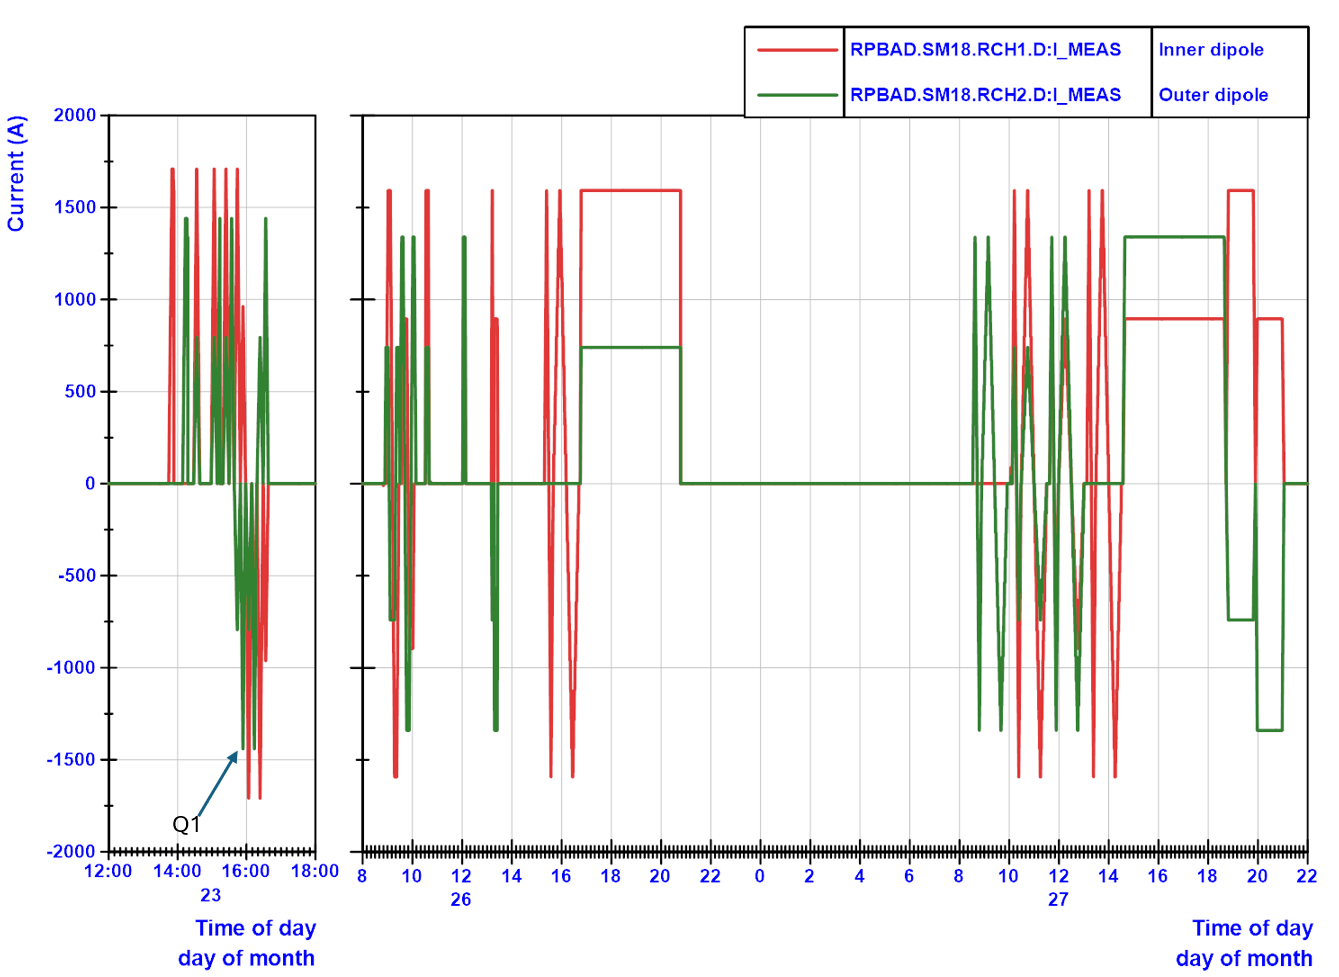 RPBAD.SM18.RCH1.D:I_MEAS Inner dipole
RPBAD.SM18.RCH2.D:I_MEAS Outer dipole
Current (A)
2000
1500
1000
500
0
-500
-1000
-1500
-2000
Q1
12:00 14:00 16:00 18:00
23
Time of day
day of month
8 10 12 14 16 18 20 22 0 2 4 6 8 10 12 14 16 18 20 22
26 27
Time of day
day of month